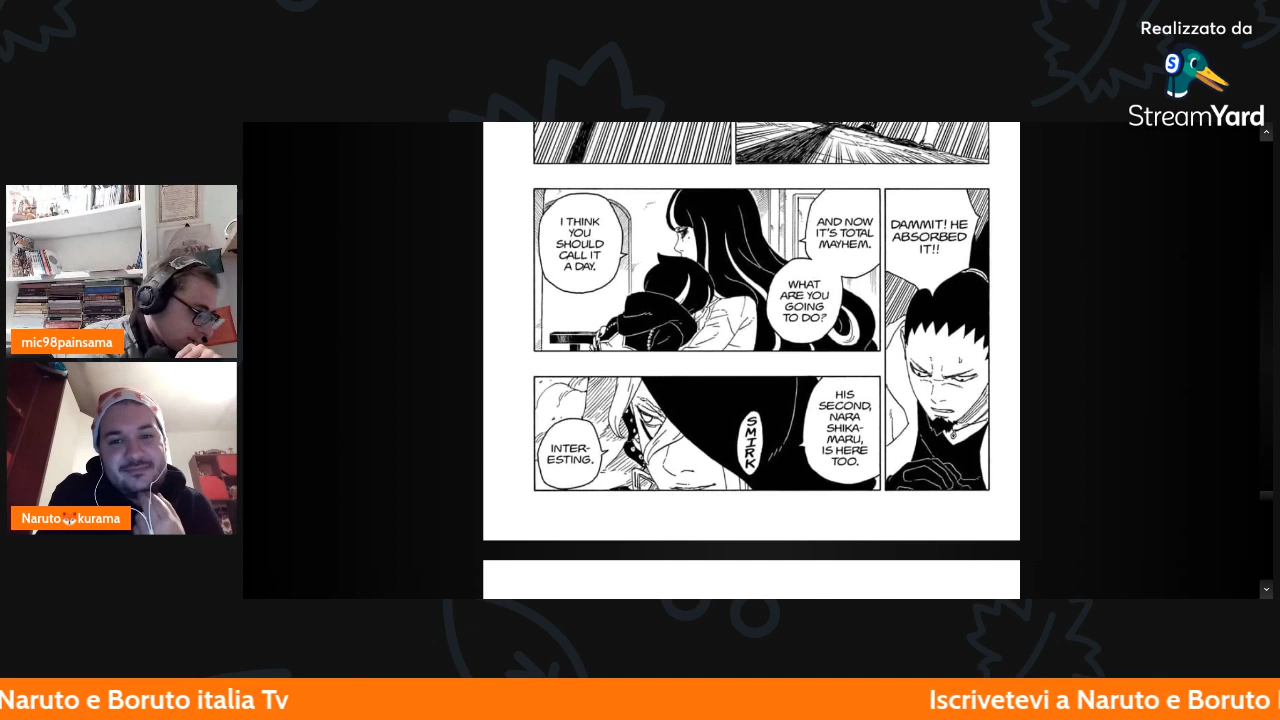 Realizzato da
StreamYard
S
I THINK
YOU
SHOULD
CALL IT
A DAY.
AND NOW
IT'S TOTAL
MAYHEM.
WHAT
ARE YOU
GOING
TO DO?
DAMMIT! HE
ABSORBED
IT!!
INTER-
ESTING.
SMIRK
HIS
SECOND,
NARA
SHIKA-
MARU,
IS HERE
TOO.
mic98painsama
Naruto🦊kurama
Naruto e Boruto italia Tv
Iscrivetevi a Naruto e Boruto